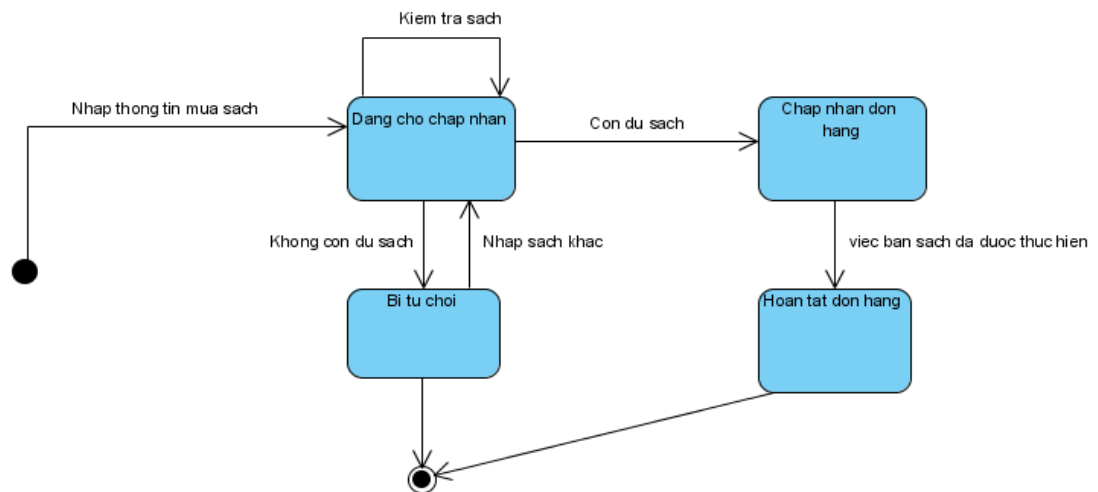 Kiem tra sach
Nhap thong tin mua sach
Dang cho chap nhan
Con du sach
Chap nhan don
hang
Khong con du sach
Nhap sach khac
viec ban sach da duoc thuc hien
Bi tu choi
Hoan tat don hang